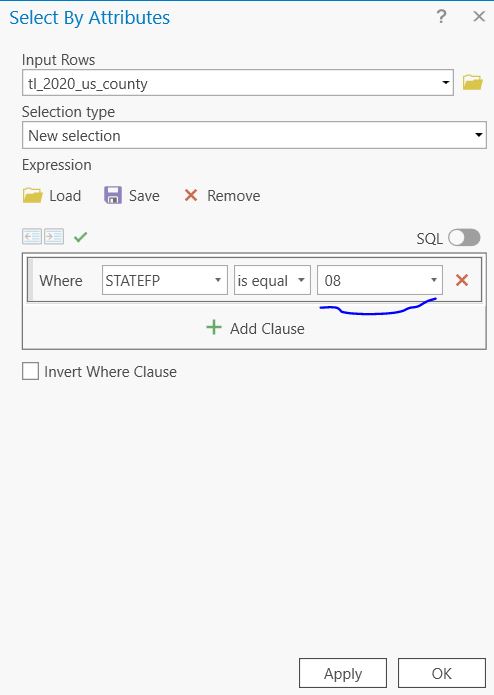 Select By Attributes ? ×
Input Rows
tl_2020_us_county
Selection type
New selection
Expression
Load Save Remove
SQL
Where STATEFP is equal 08
Add Clause
Invert Where Clause
Apply OK